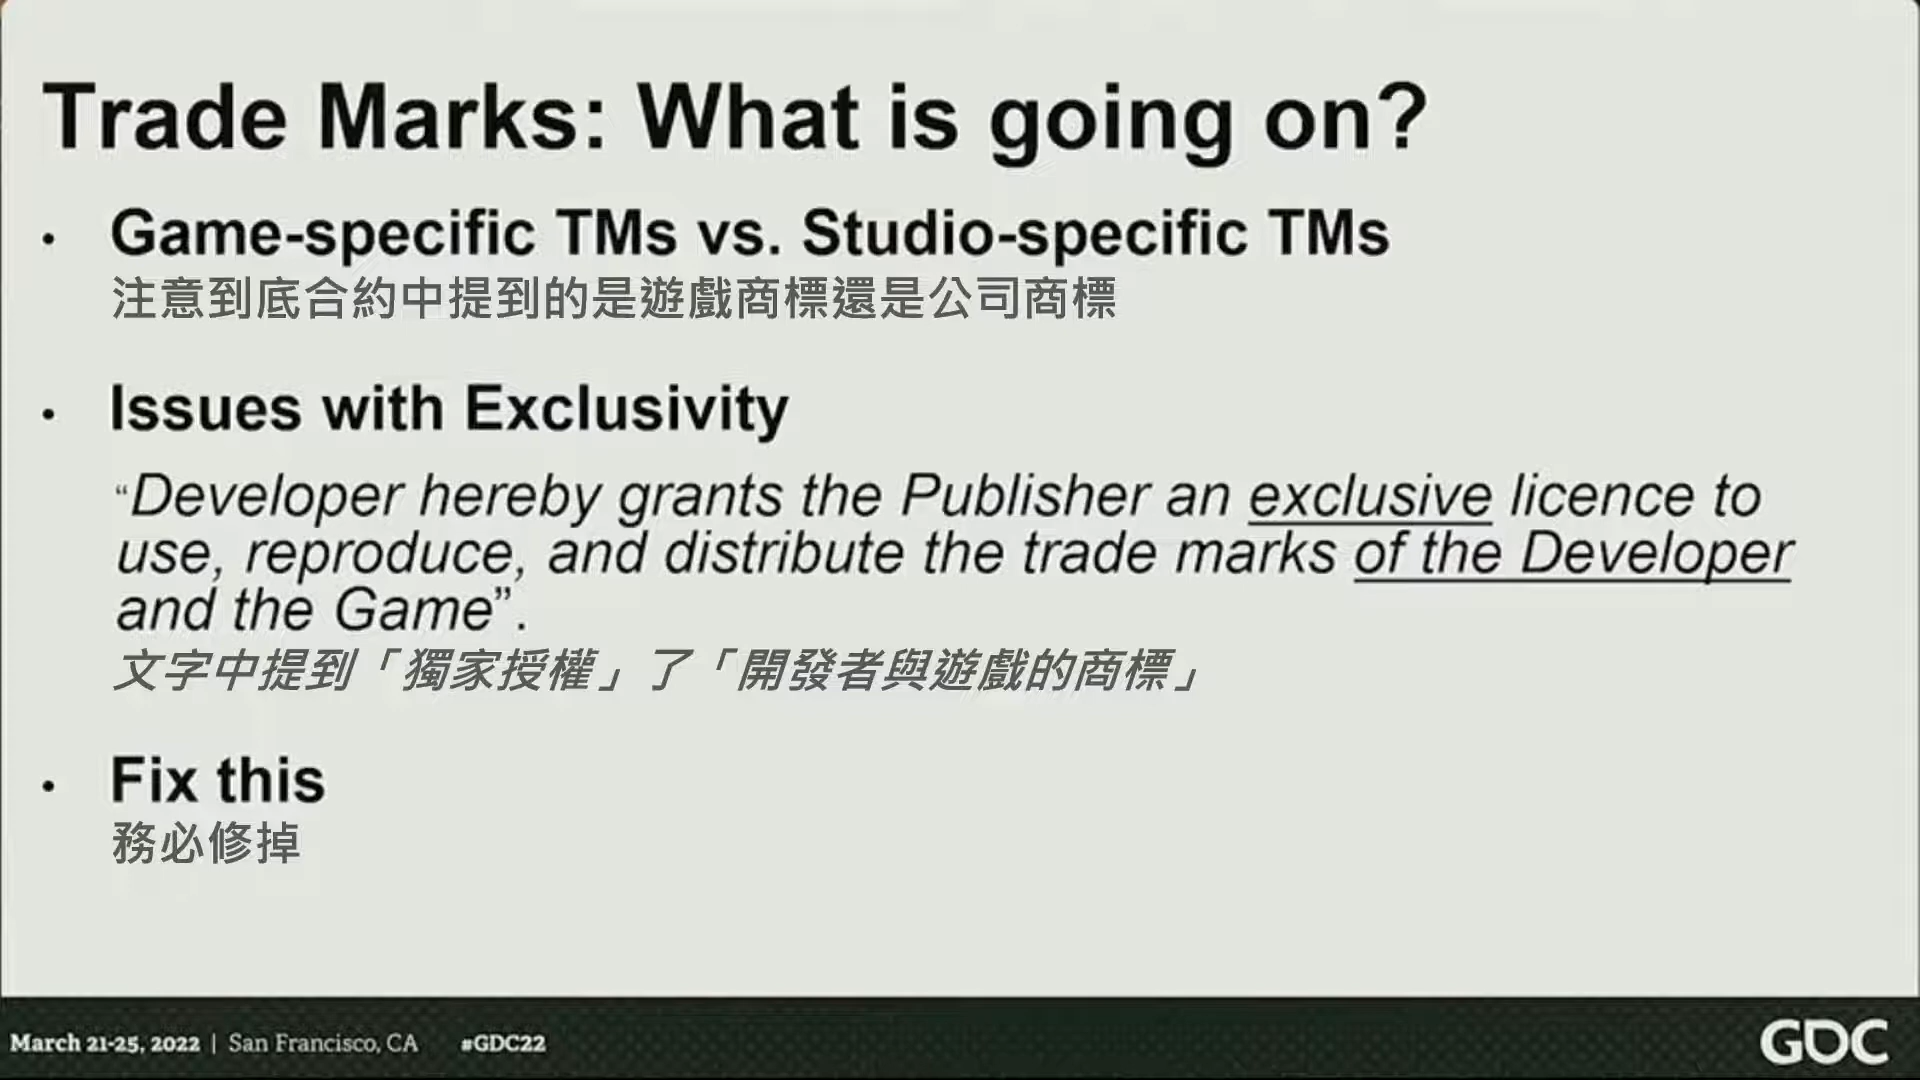 Trade Marks: What is going on?
• Game-specific TMs vs. Studio-specific TMs
注意到底合約中提到的是遊戲商標還是公司商標
• Issues with Exclusivity
“Developer hereby grants the Publisher an exclusive licence to
use, reproduce, and distribute the trade marks of the Developer
and the Game”.
文字中提到「獨家授權」了「開發者與遊戲的商標」
• Fix this
務必修掉
March 21-25, 2022 | San Francisco, CA #GDC22
GDC